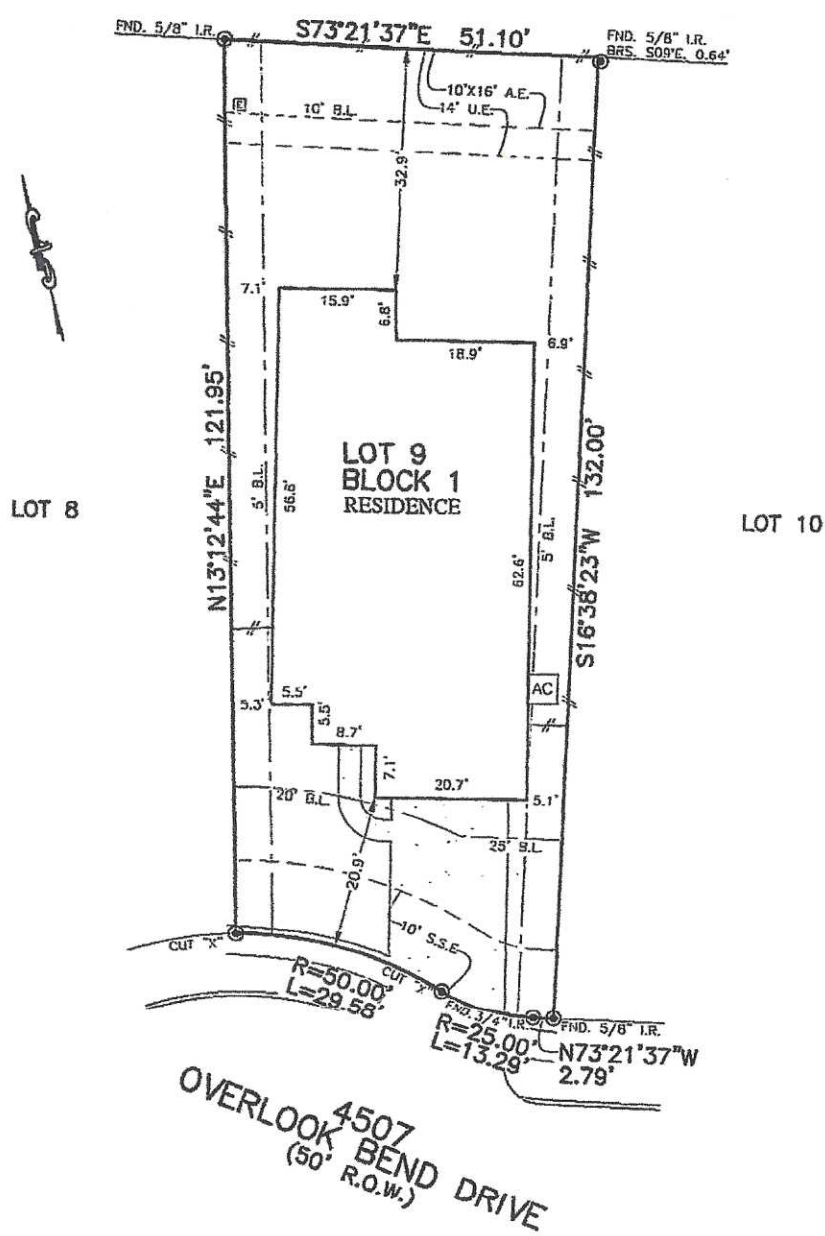 FND. 5/8" I.R.
S73°21'37"E 51.10'
FND. 5/8" I.R.
BRS. S09°E. 0.64'
E
10' B.L.
10'X16' A.E.
14' U.E.
32.9'
7.1'
15.9'
6.8'
18.9'
6.9'
N13°12'44"E 121.95'
5' B.L.
LOT 9
BLOCK 1
RESIDENCE
S16°38'23"W 132.00'
5' B.L.
LOT 8
LOT 10
62.6'
AC
5.3'
5.5'
5.5'
8.7'
7.1'
20.7'
5.1'
20' B.L.
25' B.L.
20.9'
10' S.S.E
CUT "X"
CUT "X"
R=50.00'
L=29.58'
FND. 3/4" I.R.
FND. 5/8" I.R.
R=25.00'
L=13.29'
N73°21'37"W
2.79'
4507
OVERLOOK BEND DRIVE
(50' R.O.W.)